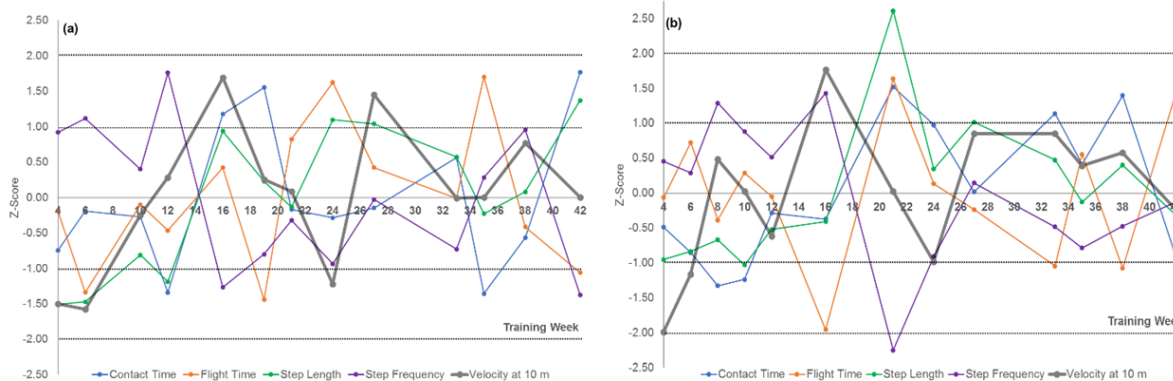 (a)
2.50
2.00
1.50
1.00
0.50
0.00
-0.50
-1.00
-1.50
-2.00
-2.50
Z-Score
4 6 8 10 12 14 16 18 20 22 24 26 28 30 32 34 36 38 40 42
Training Week
Contact Time Flight Time Step Length Step Frequency Velocity at 10 m
(b)
2.50
2.00
1.50
1.00
0.50
0.00
-0.50
-1.00
-1.50
-2.00
-2.50
Z-Score
4 6 8 10 12 14 16 18 20 22 24 26 28 30 32 34 36 38 40
Training Week
Contact Time Flight Time Step Length Step Frequency Velocity at 10 m